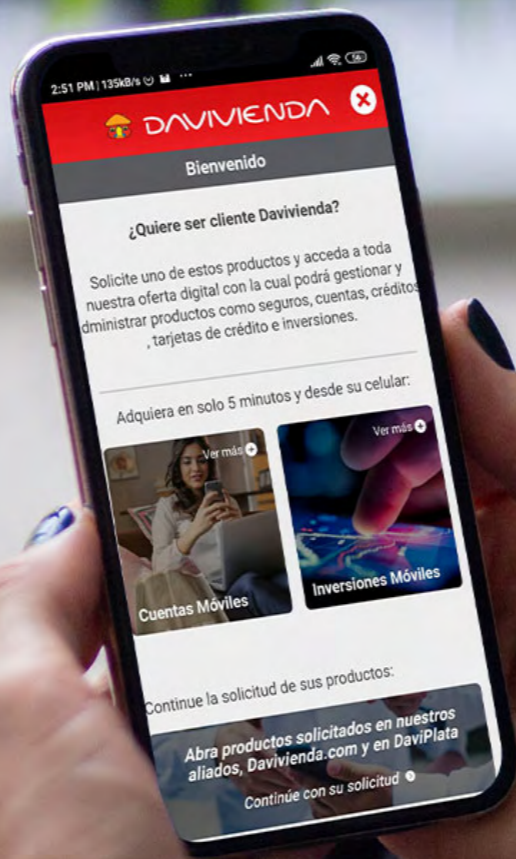 2:51 PM | 135kB/s
56
DAVIVIENDA
Bienvenido
¿Quiere ser cliente Davivienda?
Solicite uno de estos productos y acceda a toda
nuestra oferta digital con la cual podrá gestionar y
dministrar productos como seguros, cuentas, créditos
, tarjetas de crédito e inversiones.
Adquiera en solo 5 minutos y desde su celular:
Ver más
Cuentas Móviles
Ver más
Inversiones Móviles
Continue la solicitud de sus productos:
Abra productos solicitados en nuestros
aliados, Davivienda.com y en DaviPlata
Continúe con su solicitud